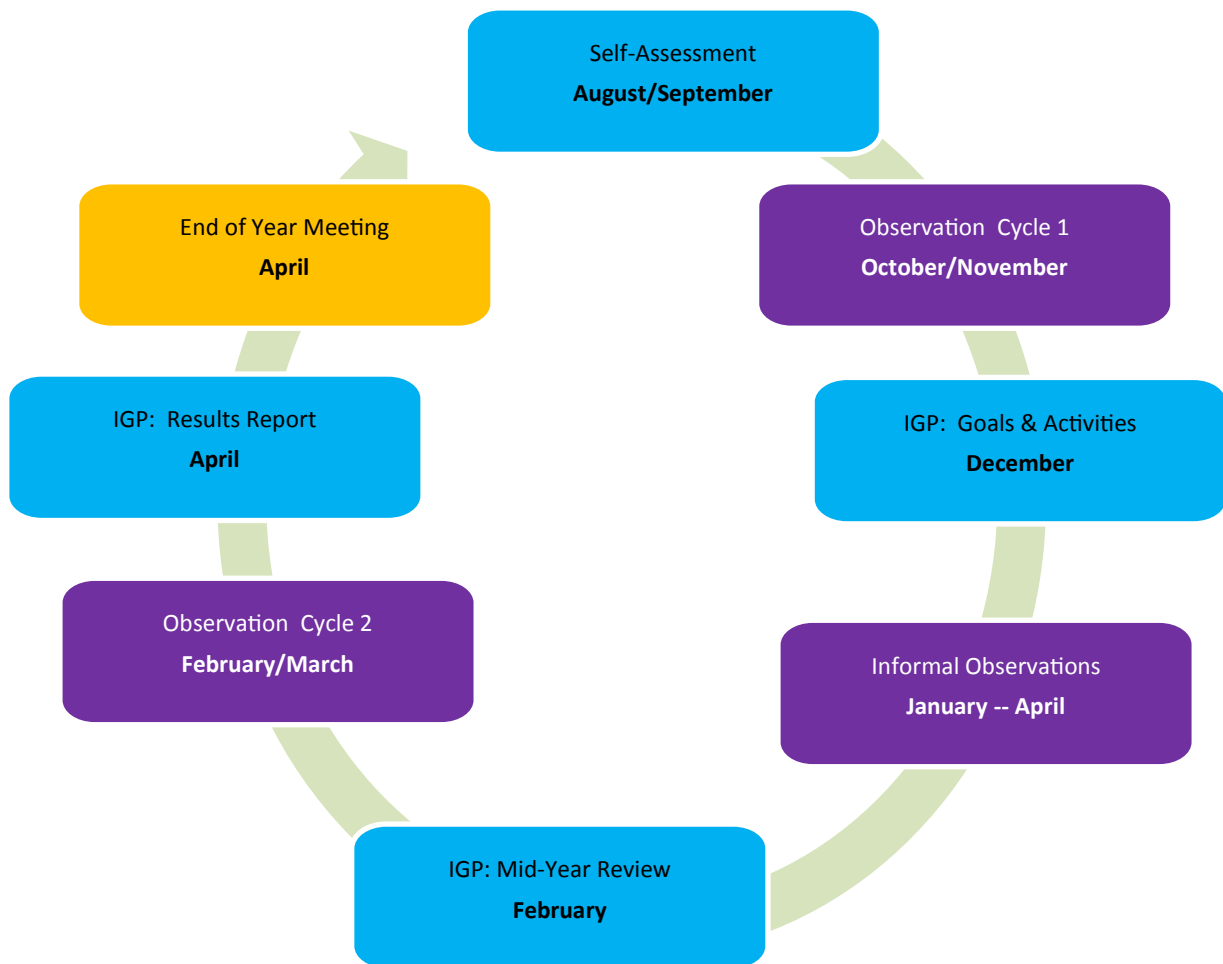 Self-Assessment
August/September
Observation Cycle 1
October/November
IGP: Goals & Activities
December
Informal Observations
January -- April
IGP: Mid-Year Review
February
Observation Cycle 2
February/March
IGP: Results Report
April
End of Year Meeting
April